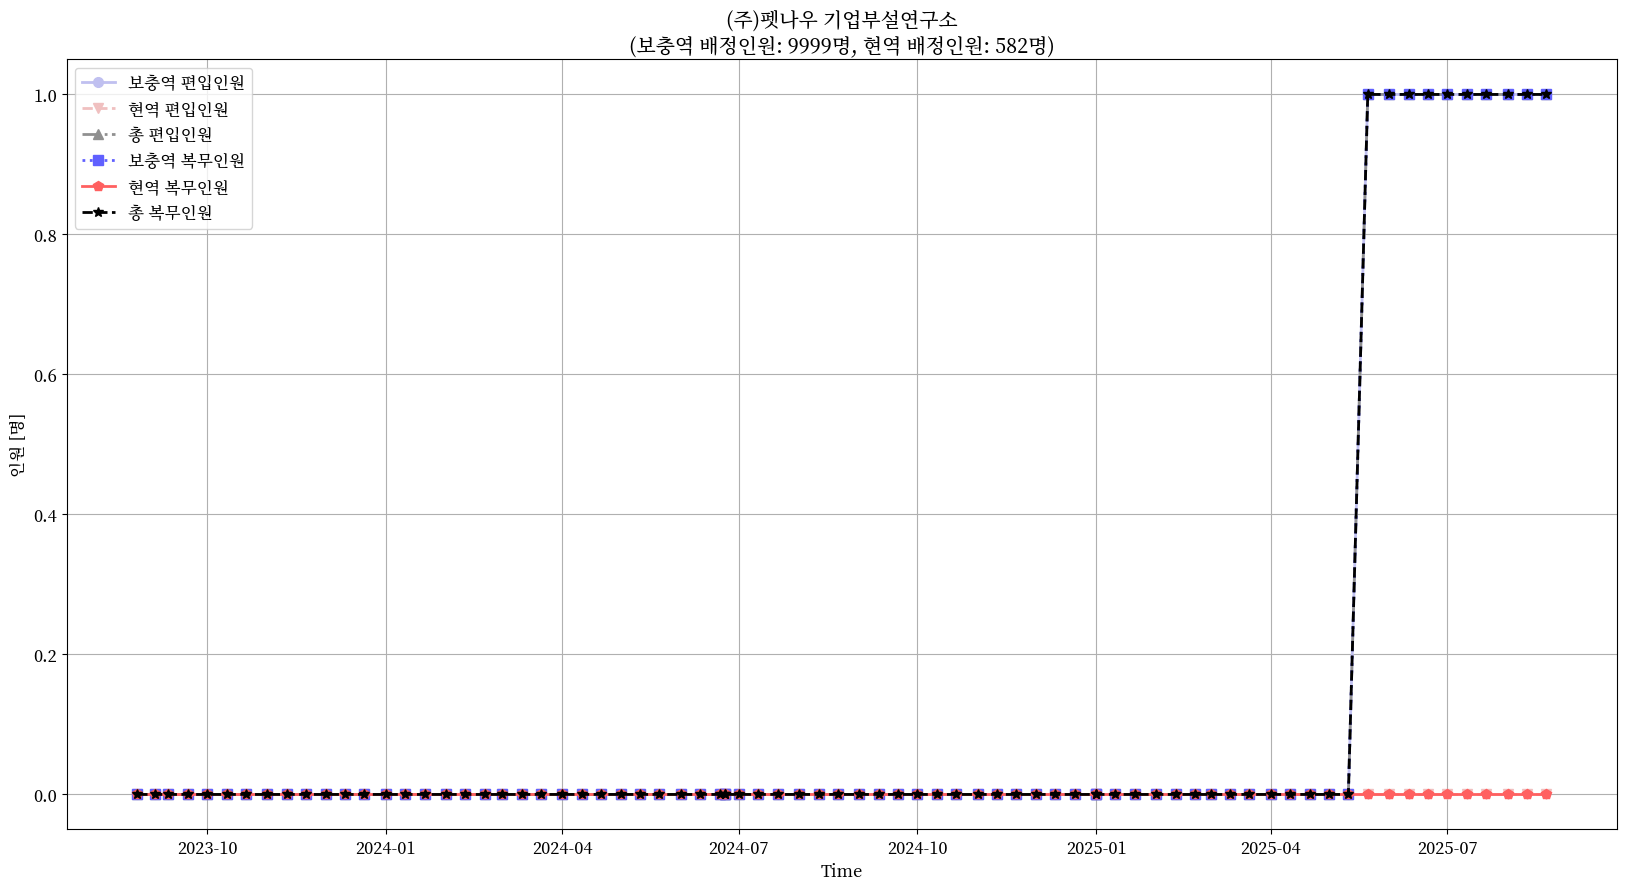 (주)펫나우 기업부설연구소
(보충역 배정인원: 9999명, 현역 배정인원: 582명)
보충역 편입인원
현역 편입인원
총 편입인원
보충역 복무인원
현역 복무인원
총 복무인원
인원 [명]
1.0
0.8
0.6
0.4
0.2
0.0
2023-10
2024-01
2024-04
2024-07
2024-10
2025-01
2025-04
2025-07
Time